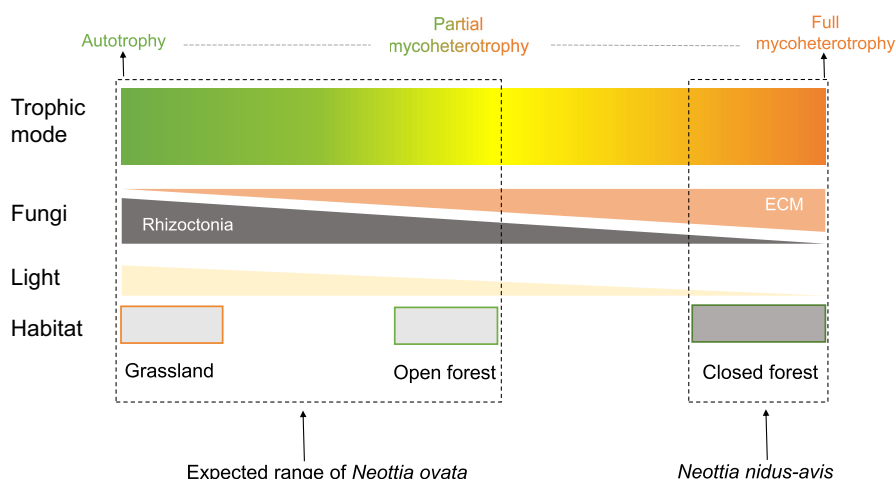 Autotrophy
Partial
mycoheterotrophy
Full
mycoheterotrophy
Trophic
mode
Fungi
Rhizoctonia
ECM
Light
Habitat
Grassland
Open forest
Closed forest
Expected range of Neottia ovata
Neottia nidus-avis